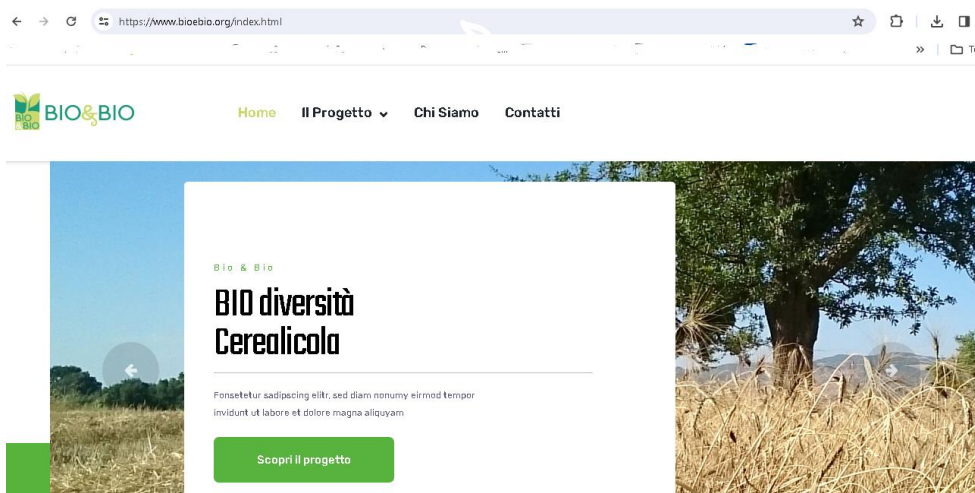 https://www.bioebio.org/index.html
BIO
&BIO
BIO&BIO
Home
Il Progetto
Chi Siamo
Contatti
Bio & Bio
BIO diversità
Cerealicola
Fonsetetur sadipscing elitr, sed diam nonumy eirmod tempor
invidunt ut labore et dolore magna aliquyam
Scopri il progetto